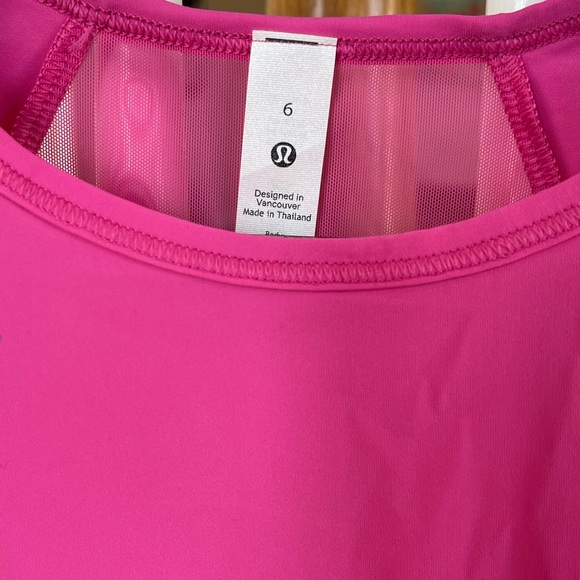 6
Designed in
Vancouver
Made in Thailand